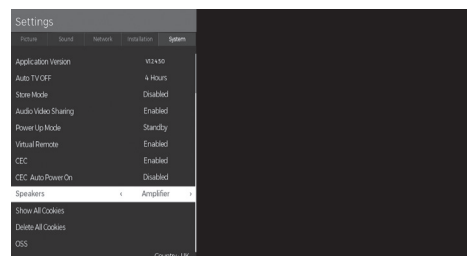 Settings
Picture Sound Network Installation System
Application Version V12450
Auto TV OFF 4 Hours
Store Mode Disabled
Audio Video Sharing Enabled
Power Up Mode Standby
Virtual Remote Enabled
CEC Enabled
CEC Auto Power On Disabled
Speakers ‹ Amplifier ›
Show All Cookies
Delete All Cookies
OSS
Country: UK